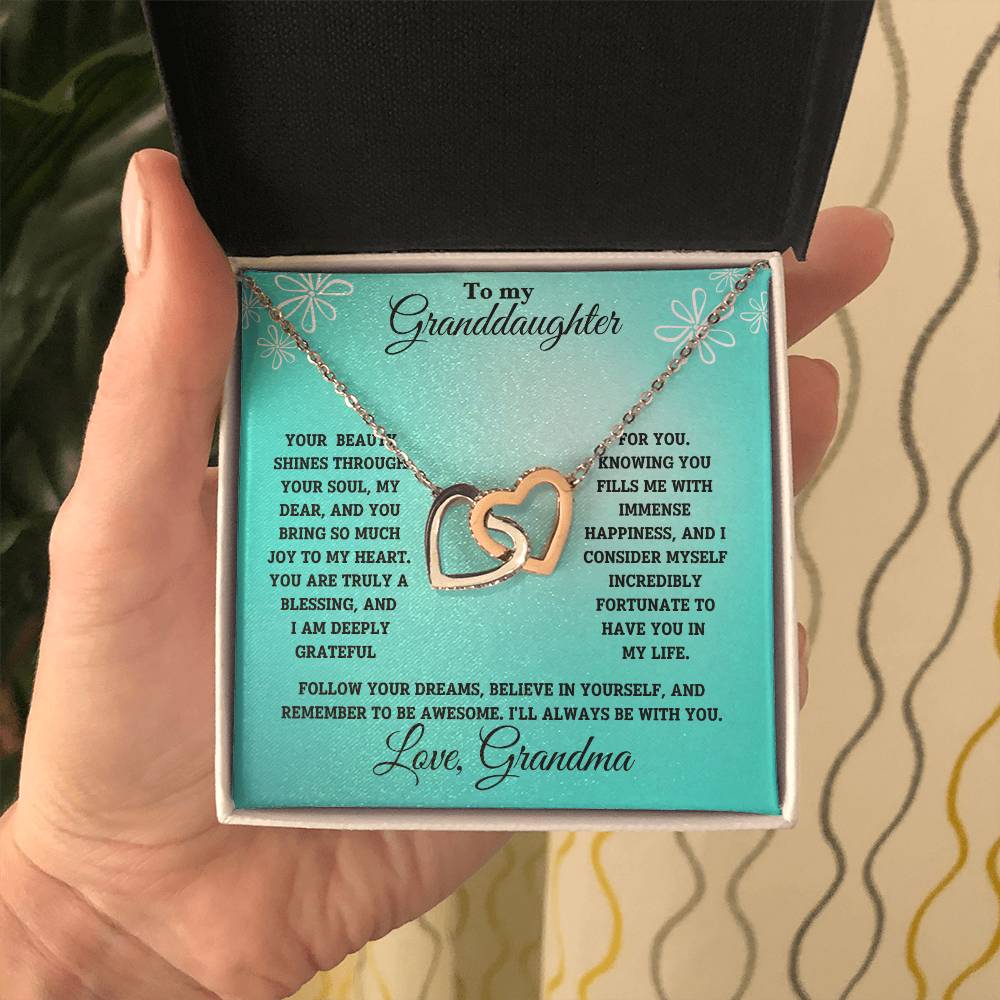 To my
Granddaughter
YOUR BEAUTY
SHINES THROUGH
YOUR SOUL, MY
DEAR, AND YOU
BRING SO MUCH
JOY TO MY HEART.
YOU ARE TRULY A
BLESSING, AND
I AM DEEPLY
GRATEFUL
FOR YOU.
KNOWING YOU
FILLS ME WITH
IMMENSE
HAPPINESS, AND I
CONSIDER MYSELF
INCREDIBLY
FORTUNATE TO
HAVE YOU IN
MY LIFE.
FOLLOW YOUR DREAMS, BELIEVE IN YOURSELF, AND
REMEMBER TO BE AWESOME. I'LL ALWAYS BE WITH YOU.
Love, Grandma